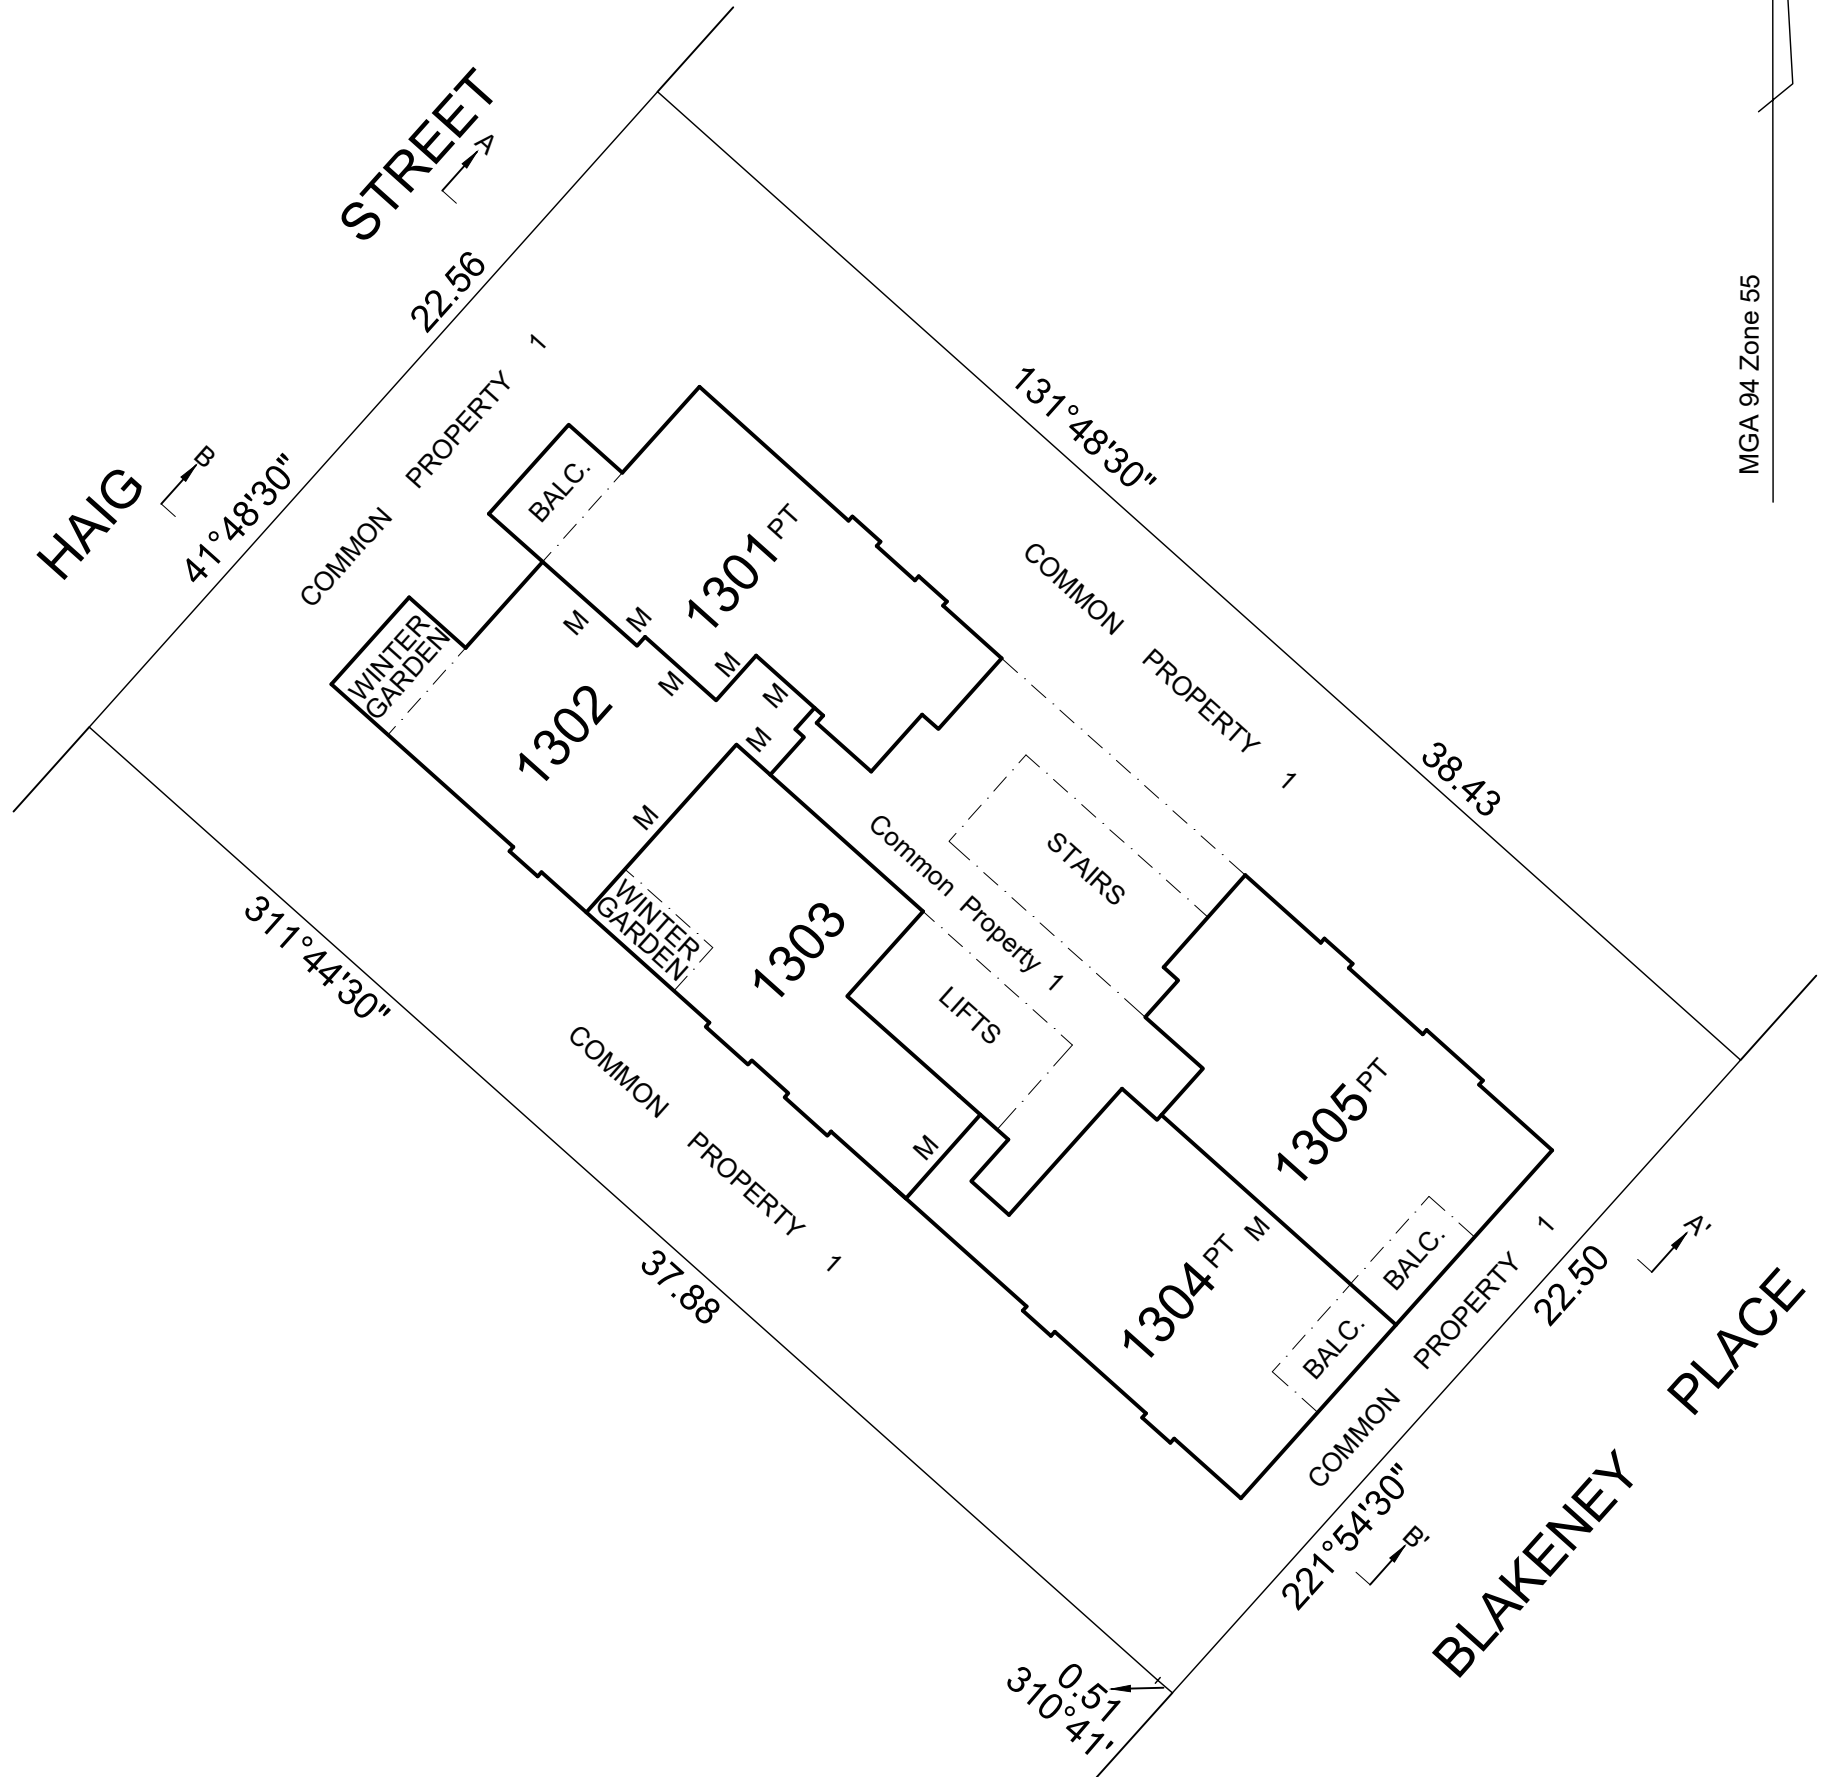 HAIG STREET
A
B
22.56
41°48'30"
COMMON PROPERTY 1
131°48'30"
38.43
MGA 94 Zone 55
BALC.
1301 PT
M
M
M
M
M
M
WINTER
GARDEN
1302
M
COMMON PROPERTY 1
STAIRS
Common Property 1
LIFTS
WINTER
GARDEN
1303
M
311°44'30"
37.88
COMMON PROPERTY 1
1305 PT
BALC.
1304 PT
M
BALC.
COMMON PROPERTY 1
22.50
221°54'30"
A'
B'
BLAKENEY PLACE
0.51
310°41'